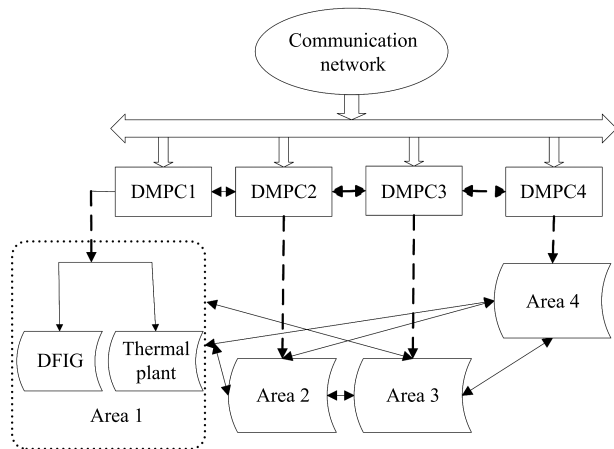 Communication
network
DMPC1
DMPC2
DMPC3
DMPC4
Area 4
DFIG
Thermal
plant
Area 2
Area 3
Area 1